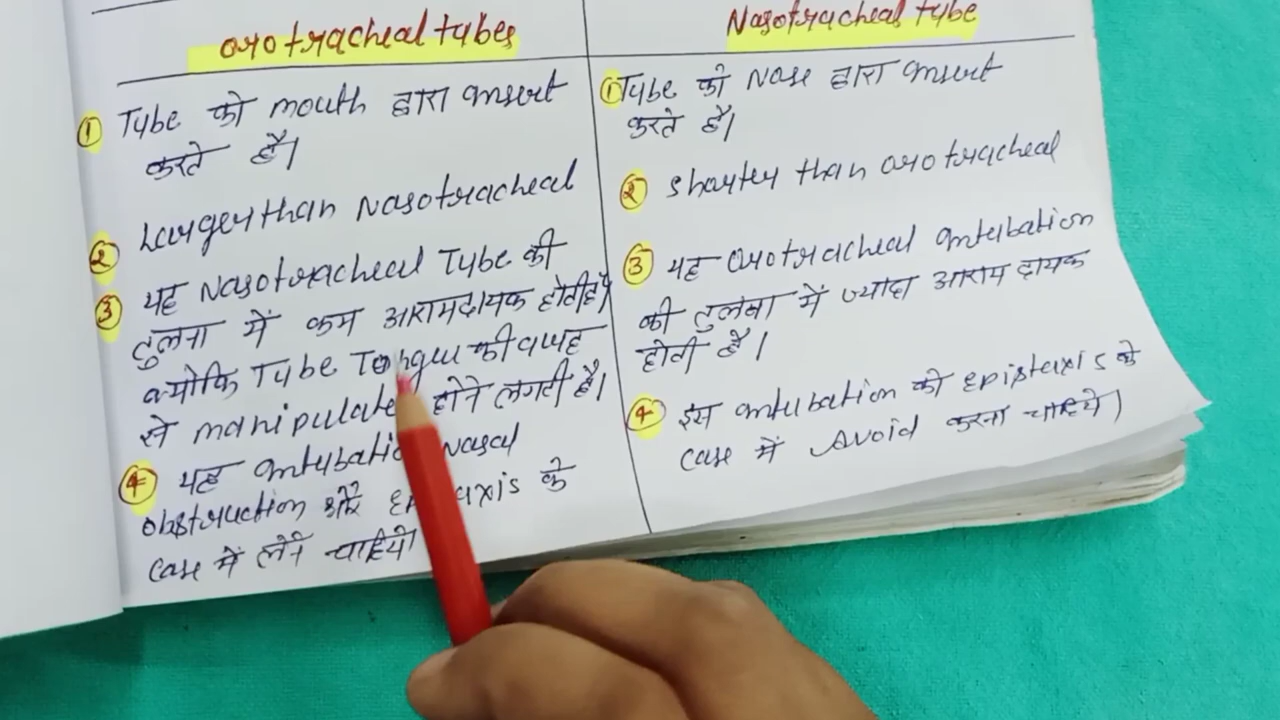 Orotracheal tubes
① Tube को mouth द्वारा insert
करते है।
② Larger than Nasotracheal
③ यह Nasotracheal Tube की
तुलना में कम आरामदायक होती है
क्योकि Tube Tongue की वजह
से manipulate होने लगती है।
④ यह intubation nasal
obstruction और के
case में लेने चाहिये
Nasotracheal tube
① Tube को Nose द्वारा insert
करते है।
② Shorter than orotracheal
③ यह orotracheal intubation
की तुलना में ज्यादा आराम दायक
होती है।
④ इस intubation को Epistaxis के
case में Avoid करना चाहिये।